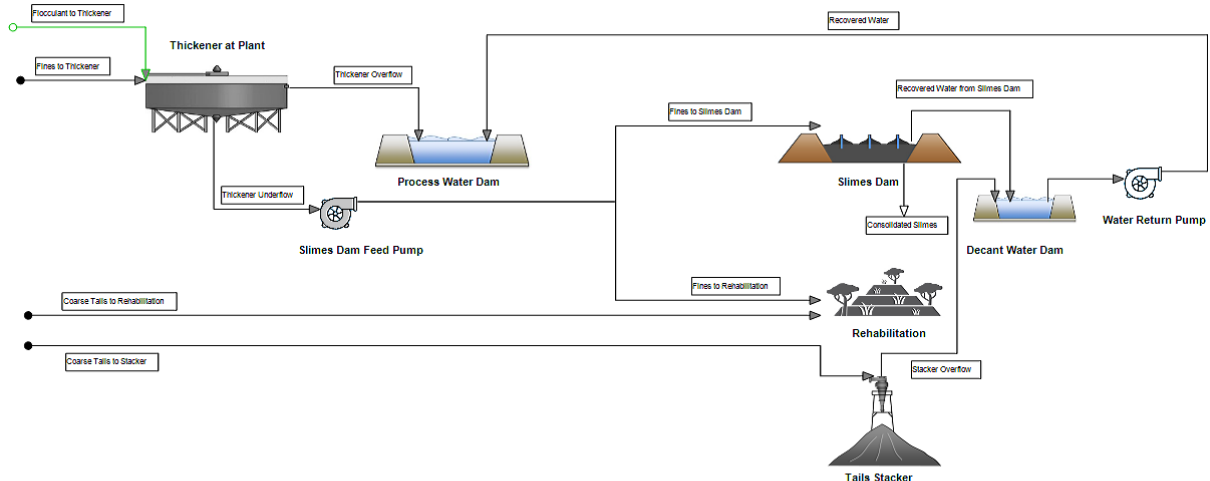 Flocculant to Thickener
Recovered Water
Thickener at Plant
Fines to Thickener
Thickener Overflow
Recovered Water from Slimes Dam
Fines to Slimes Dam
Process Water Dam
Slimes Dam
Thickener Underflow
Water Return Pump
Consolidated Slimes
Slimes Dam Feed Pump
Decant Water Dam
Fines to Rehabilitation
Coarse Tails to Rehabilitation
Rehabilitation
Coarse Tails to Stacker
Stacker Overflow
Tails Stacker